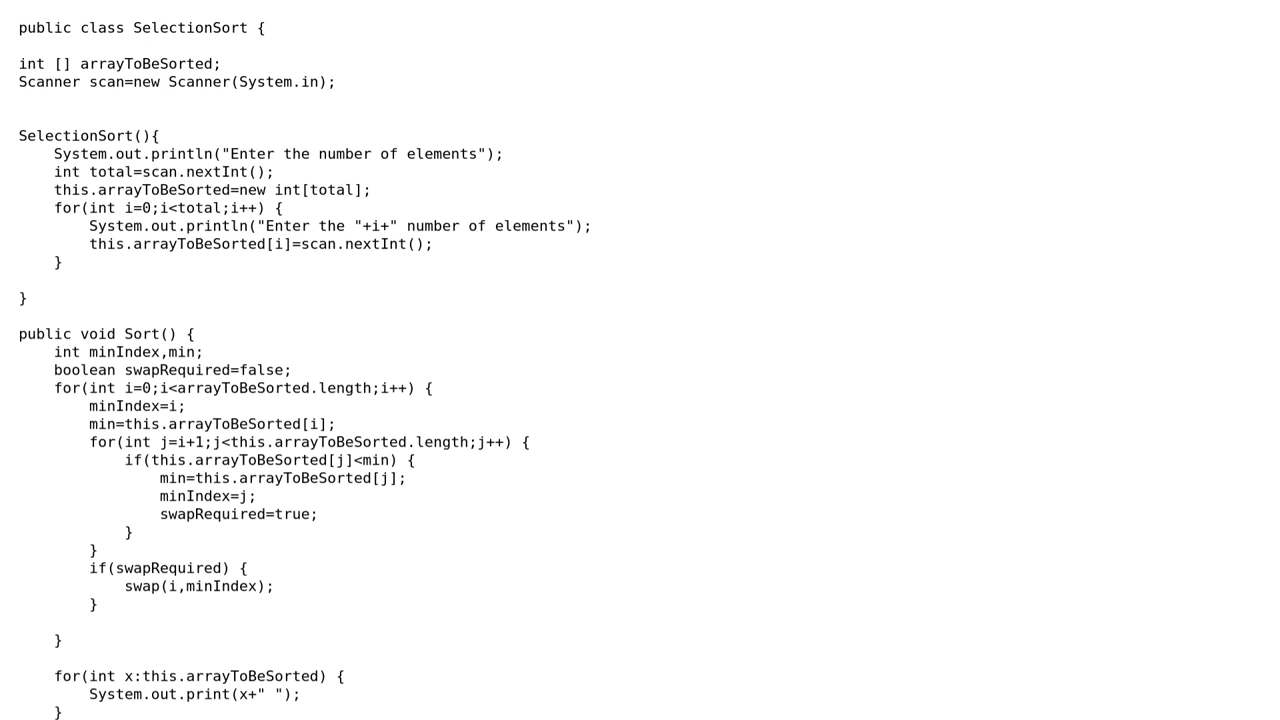 public class SelectionSort {
int [] arrayToBeSorted;
Scanner scan=new Scanner(System.in);
SelectionSort(){
System.out.println("Enter the number of elements");
int total=scan.nextInt();
this.arrayToBeSorted=new int[total];
for(int i=0;i<total;i++) {
System.out.println("Enter the "+i+" number of elements");
this.arrayToBeSorted[i]=scan.nextInt();
}
}
public void Sort() {
int minIndex,min;
boolean swapRequired=false;
for(int i=0;i<arrayToBeSorted.length;i++) {
minIndex=i;
min=this.arrayToBeSorted[i];
for(int j=i+1;j<this.arrayToBeSorted.length;j++) {
if(this.arrayToBeSorted[j]<min) {
min=this.arrayToBeSorted[j];
minIndex=j;
swapRequired=true;
}
}
if(swapRequired) {
swap(i,minIndex);
}
}
for(int x:this.arrayToBeSorted) {
System.out.print(x+" ");
}